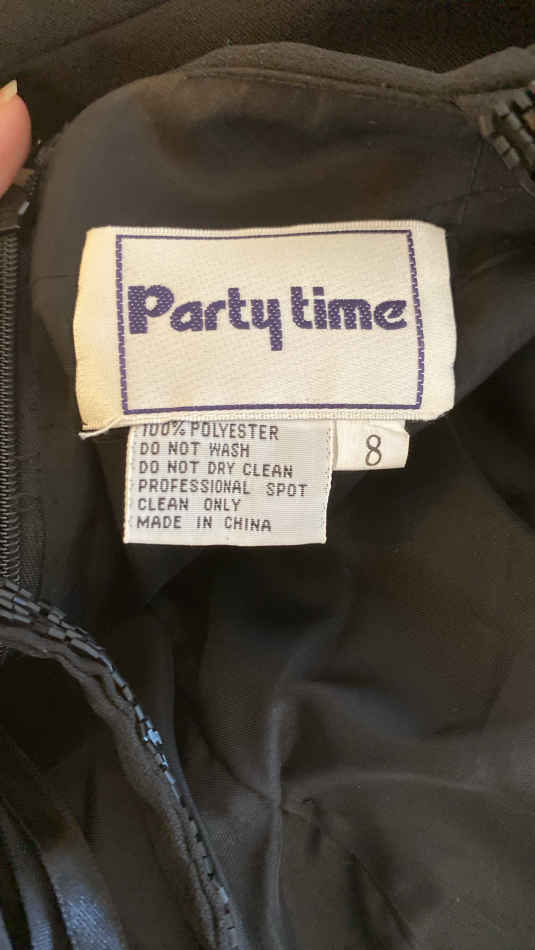 Party time
100% POLYESTER
DO NOT WASH
DO NOT DRY CLEAN
PROFESSIONAL SPOT
CLEAN ONLY
MADE IN CHINA
8